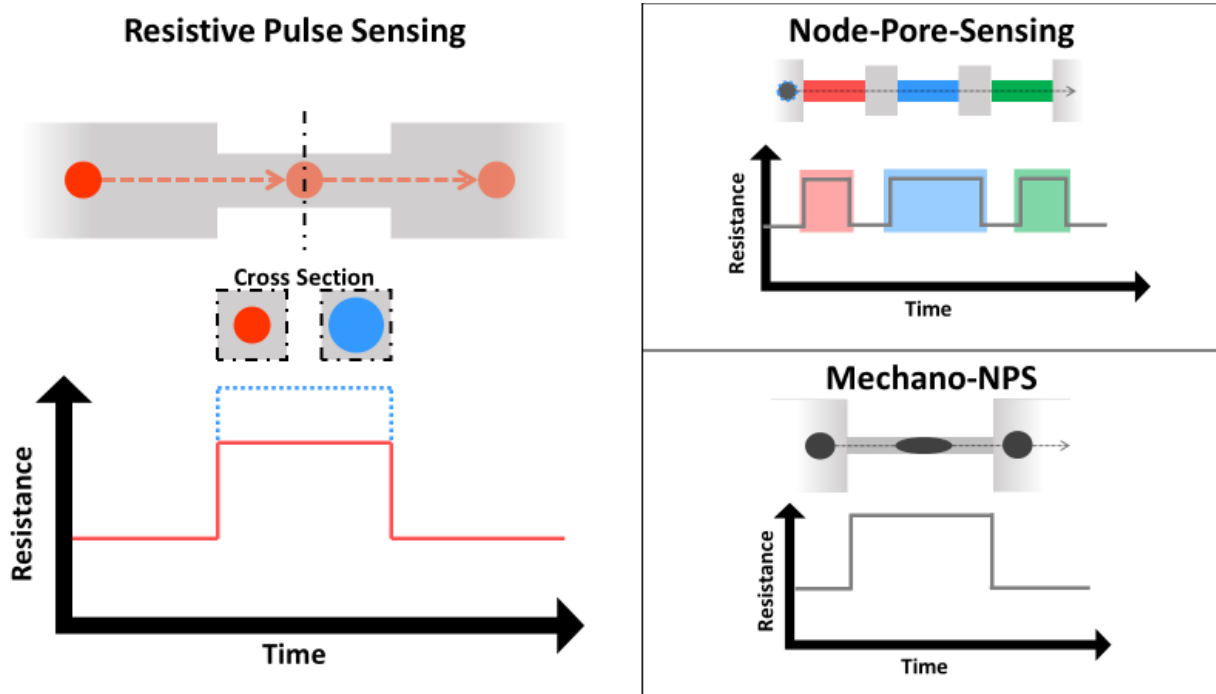 Resistive Pulse Sensing
Cross Section
Resistance
Time
Node-Pore-Sensing
Resistance
Time
Mechano-NPS
Resistance
Time